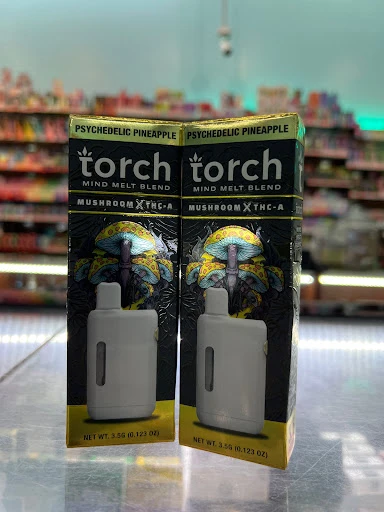 PSYCHEDELIC PINEAPPLE
torch
MIND MELT BLEND
MUSHROOM X THC-A
NET WT. 3.5G (0.123 OZ)
PSYCHEDELIC PINEAPPLE
torch
MIND MELT BLEND
MUSHROOM X THC-A
NET WT. 3.5G (0.123 OZ)